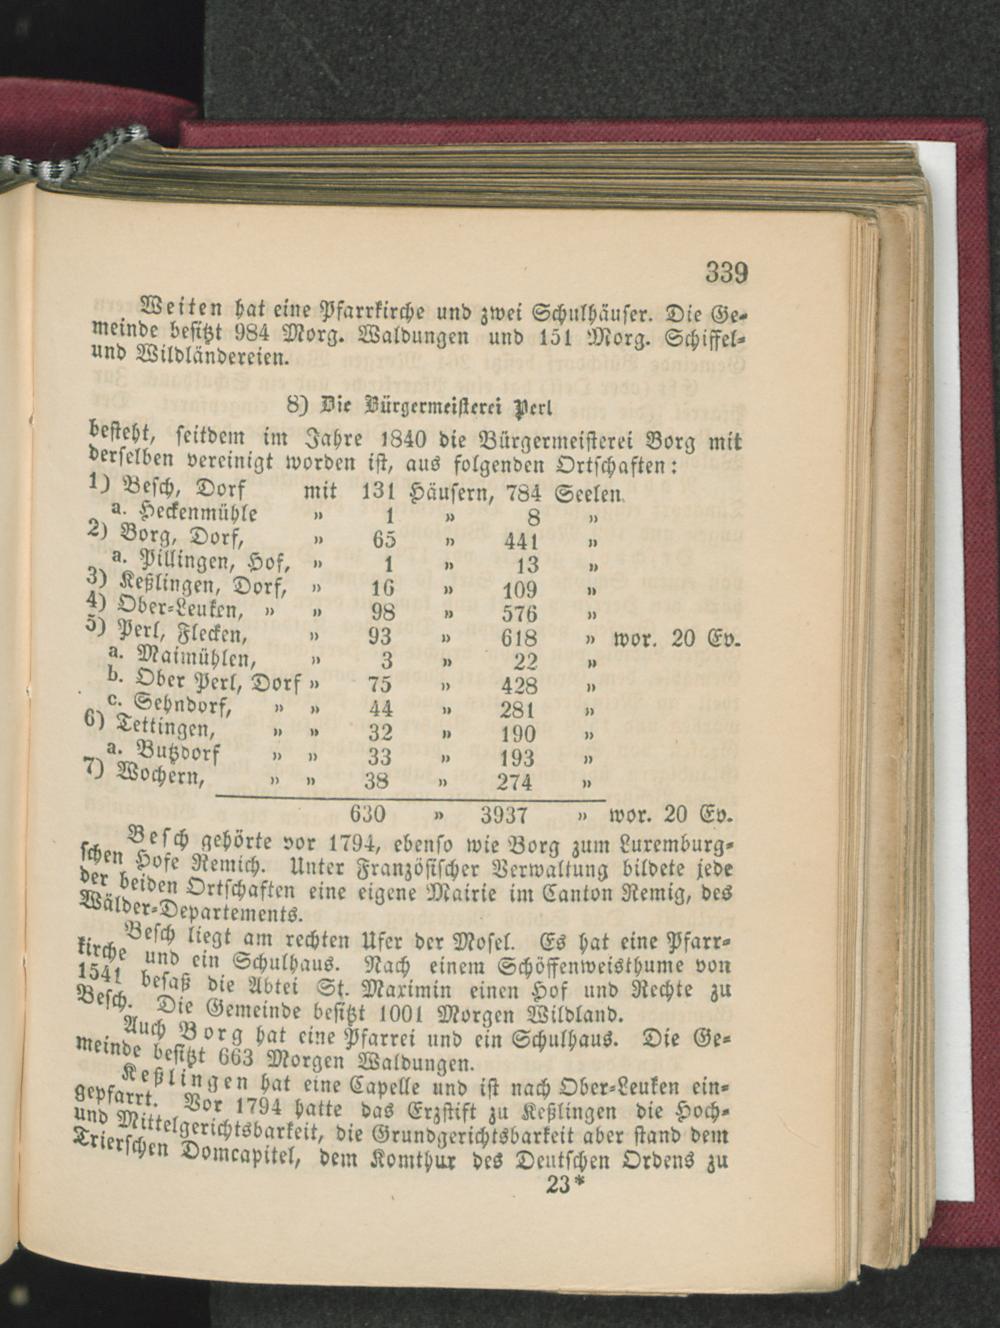 339
Weiten hat eine Pfarrkirche und zwei Schulhäuser. Die Ge-
meinde besitzt 984 Morg. Waldungen und 151 Morg. Schiffel-
und Wildländereien.
8) Die Bürgermeisterei Perl
besteht, seitdem im Jahre 1840 die Bürgermeisterei Borg mit
derselben vereinigt worden ist, aus folgenden Ortschaften:
1) Besch, Dorf mit 131 Häusern, 784 Seelen
a. Heckenmühle „ 1 „ 8 „
2) Borg, Dorf, „ 65 „ 441 „
a. Pillingen, Hof, „ 1 „ 13 „
3) Keßlingen, Dorf, „ 16 „ 109 „
4) Ober-Leuken, „ „ 98 „ 576 „
5) Perl, Flecken, „ 93 „ 618 „ wor. 20 Ev.
a. Maimühlen, „ 3 „ 22 „
b. Ober Perl, Dorf „ 75 „ 428 „
c. Sehndorf, „ „ 44 „ 281 „
6) Tettingen, „ „ 32 „ 190 „
a. Butzdorf „ „ 33 „ 193 „
7) Wochern, „ „ 38 „ 274 „
630 „ 3937 „ wor. 20 Ev.
Besch gehörte vor 1794, ebenso wie Borg zum Luxemburg-
schen Hofe Remich. Unter Französischer Verwaltung bildete jede
der beiden Ortschaften eine eigene Mairie im Canton Remig, des
Wälder-Departements.
Besch liegt am rechten Ufer der Mosel. Es hat eine Pfarr-
kirche und ein Schulhaus. Nach einem Schöffenweisthume von
1541 besaß die Abtei St. Maximin einen Hof und Rechte zu
Besch. Die Gemeinde besitzt 1001 Morgen Wildland.
Auch Borg hat eine Pfarrei und ein Schulhaus. Die Ge-
meinde besitzt 663 Morgen Waldungen.
Keßlingen hat eine Capelle und ist nach Ober-Leuken ein-
gepfarrt. Vor 1794 hatte das Erzstift zu Keßlingen die Hoch-
und Mittelgerichtsbarkeit, die Grundgerichtsbarkeit aber stand dem
Trierschen Domcapitel, dem Komthur des Deutschen Ordens zu
23*